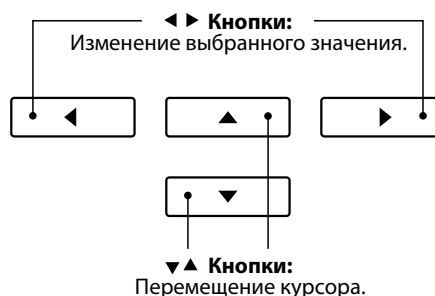 ◀ ▶ Кнопки:
Изменение выбранного значения.
◀ ▲ ▶
▼
▼▲ Кнопки:
Перемещение курсора.